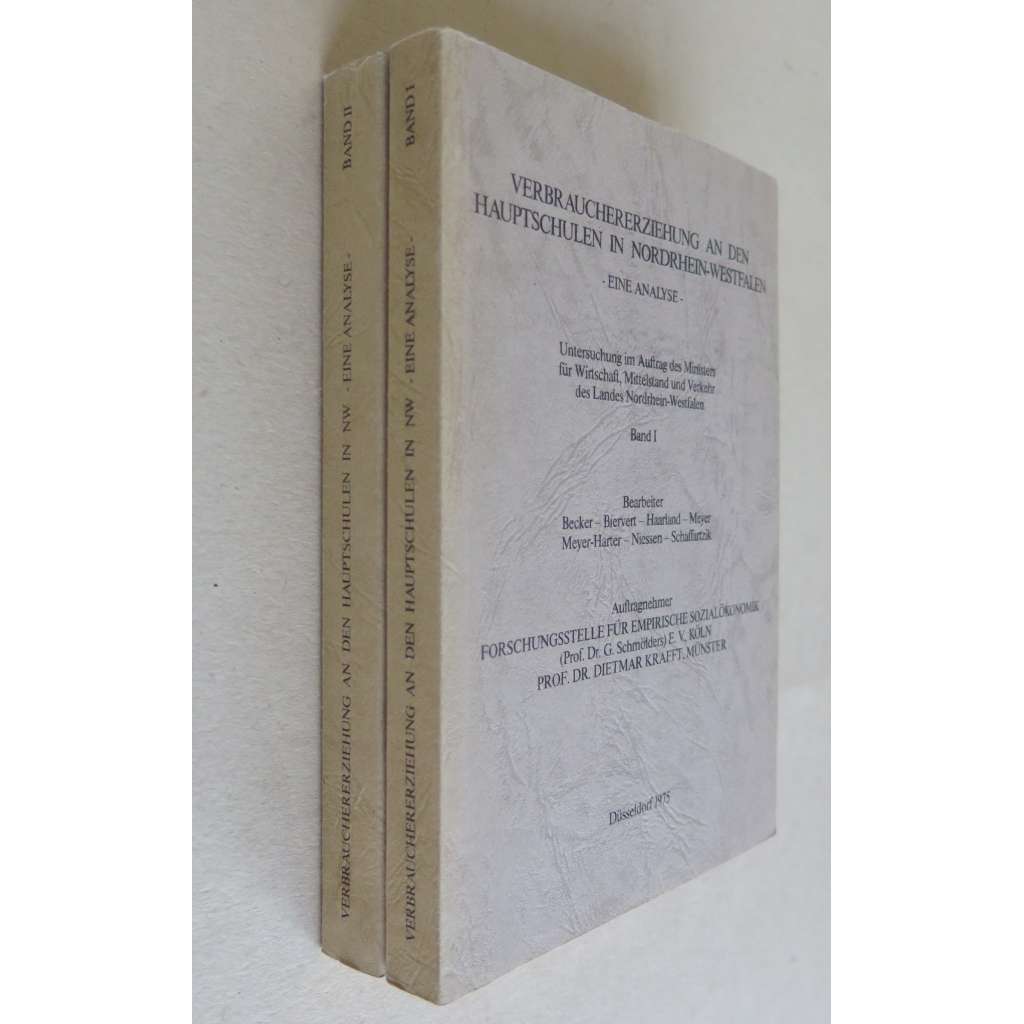 VERBRAUCHERERZIEHUNG AN DEN HAUPTSCHULEN IN NW - EINE ANALYSE - BAND II
VERBRAUCHERERZIEHUNG AN DEN HAUPTSCHULEN IN NW - EINE ANALYSE - BAND I
VERBRAUCHERERZIEHUNG AN DEN
HAUPTSCHULEN IN NORDRHEIN-WESTFALEN
- EINE ANALYSE -
Untersuchung im Auftrag des Ministers
für Wirtschaft, Mittelstand und Verkehr
des Landes Nordrhein-Westfalen
Band I
Bearbeiter
Becker – Biervert – Haarland – Meyer
Meyer-Harter – Niessen – Schaffartzik
Auftragnehmer
FORSCHUNGSSTELLE FÜR EMPIRISCHE SOZIALÖKONOMIK
(Prof. Dr. G. Schmölders) E. V., KÖLN
PROF. DR. DIETMAR KRAFFT, MÜNSTER
Düsseldorf 1975